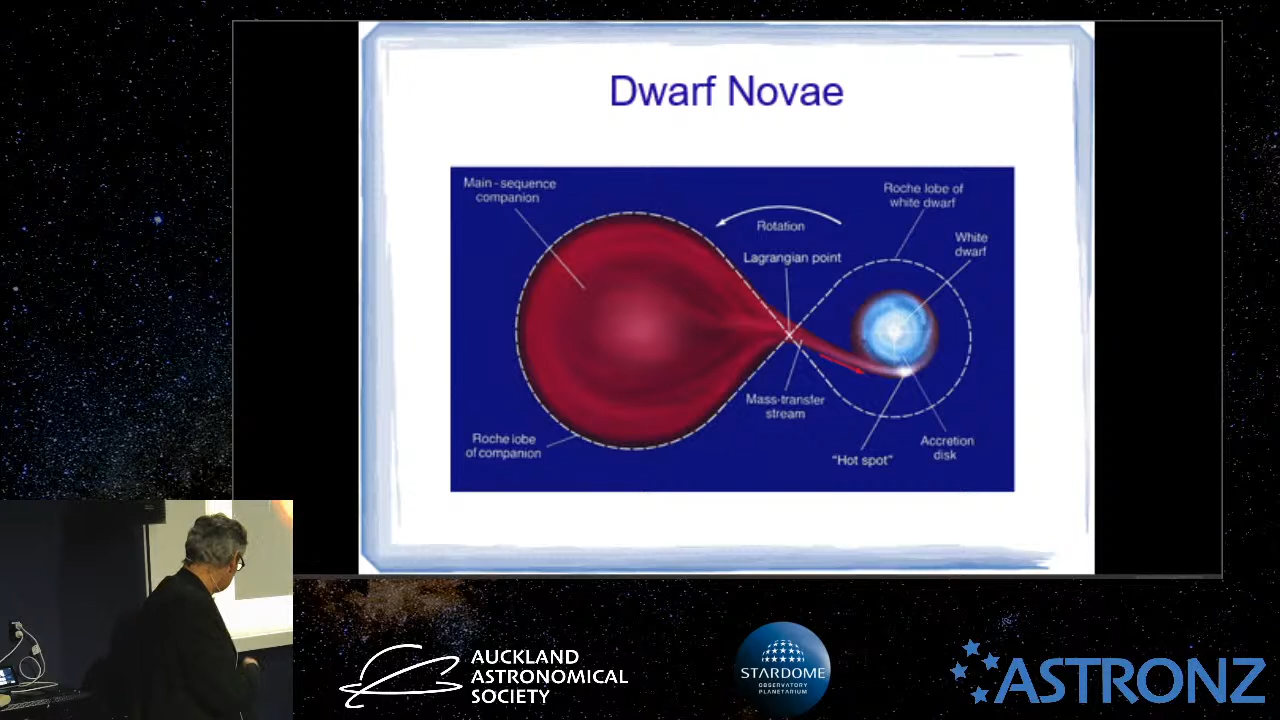 Dwarf Novae
Main-sequence
companion
Rotation
Lagrangian point
Roche lobe of
white dwarf
White
dwarf
Mass-transfer
stream
Roche lobe
of companion
"Hot spot"
Accretion
disk
AUCKLAND
ASTRONOMICAL
SOCIETY
STARDOME
OBSERVATORY
PLANETARIUM
ASTRONZ